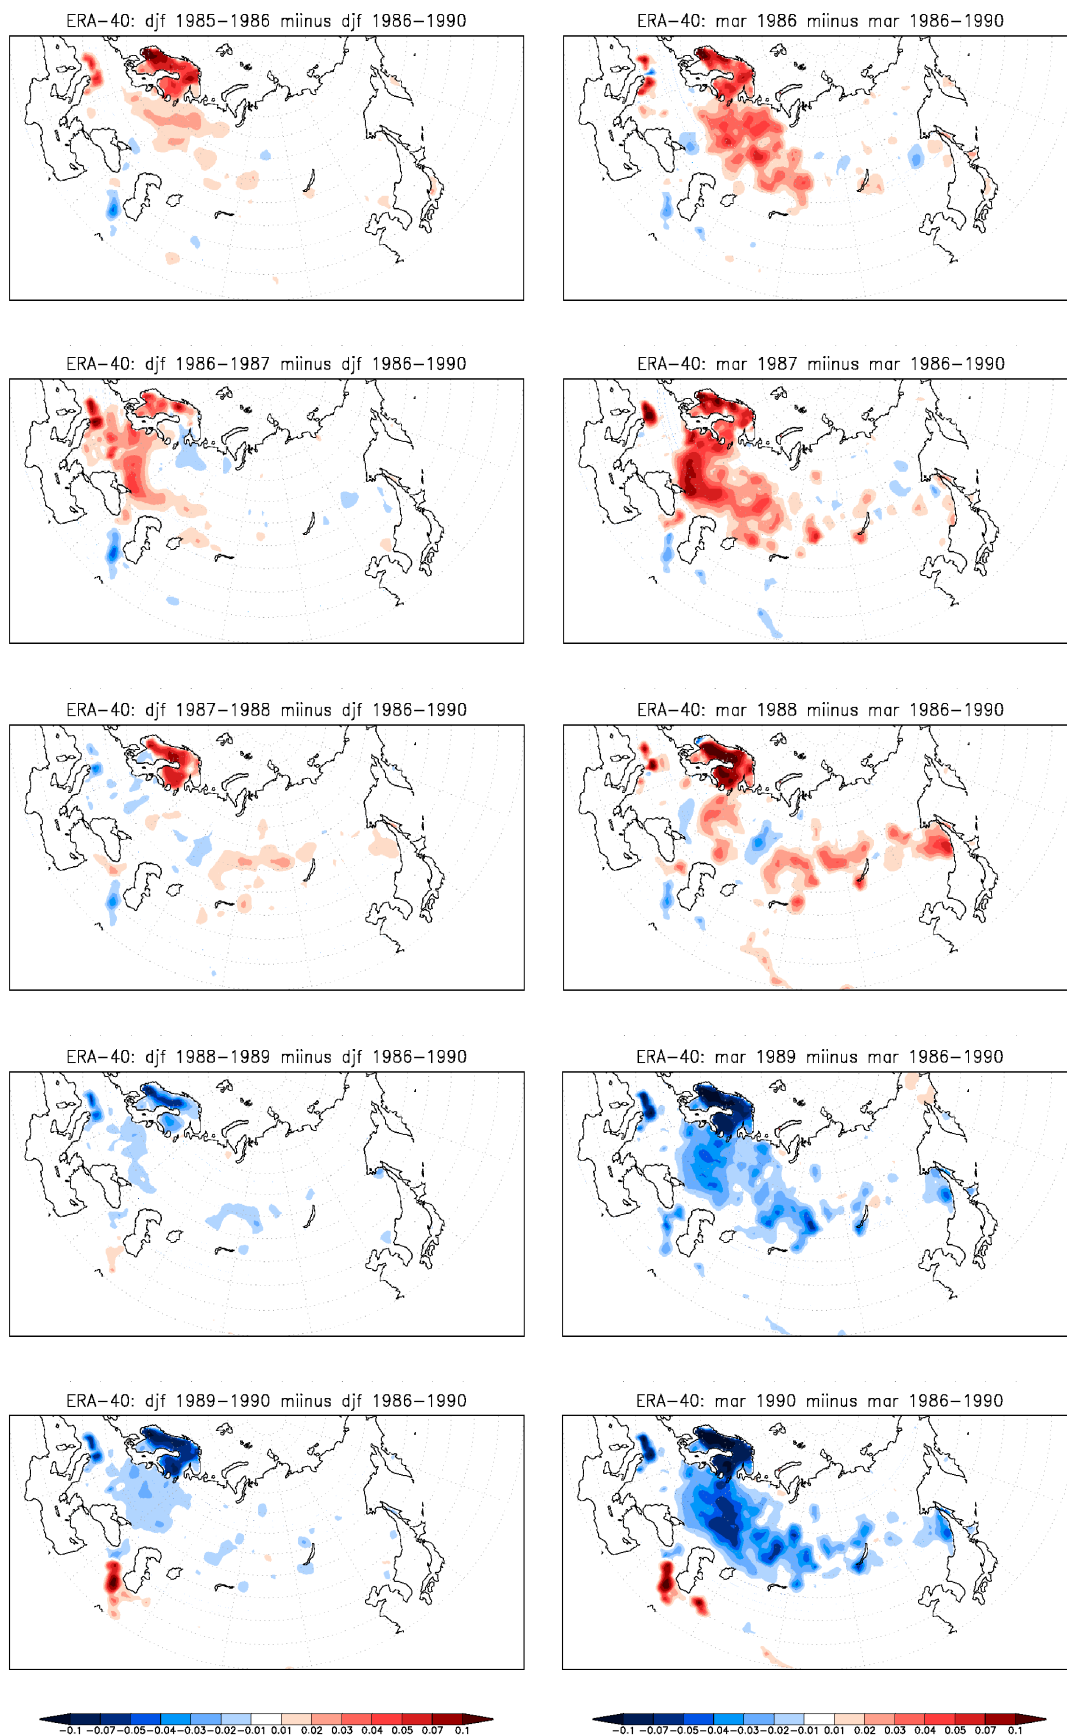 ERA-40: djf 1985-1986 miinus djf 1986-1990
ERA-40: mar 1986 miinus mar 1986-1990
ERA-40: djf 1986-1987 miinus djf 1986-1990
ERA-40: mar 1987 miinus mar 1986-1990
ERA-40: djf 1987-1988 miinus djf 1986-1990
ERA-40: mar 1988 miinus mar 1986-1990
ERA-40: djf 1988-1989 miinus djf 1986-1990
ERA-40: mar 1989 miinus mar 1986-1990
ERA-40: djf 1989-1990 miinus djf 1986-1990
ERA-40: mar 1990 miinus mar 1986-1990
-0.1 -0.07-0.05-0.04-0.03-0.02-0.01 0.01 0.02 0.03 0.04 0.05 0.07 0.1
-0.1 -0.07-0.05-0.04-0.03-0.02-0.01 0.01 0.02 0.03 0.04 0.05 0.07 0.1